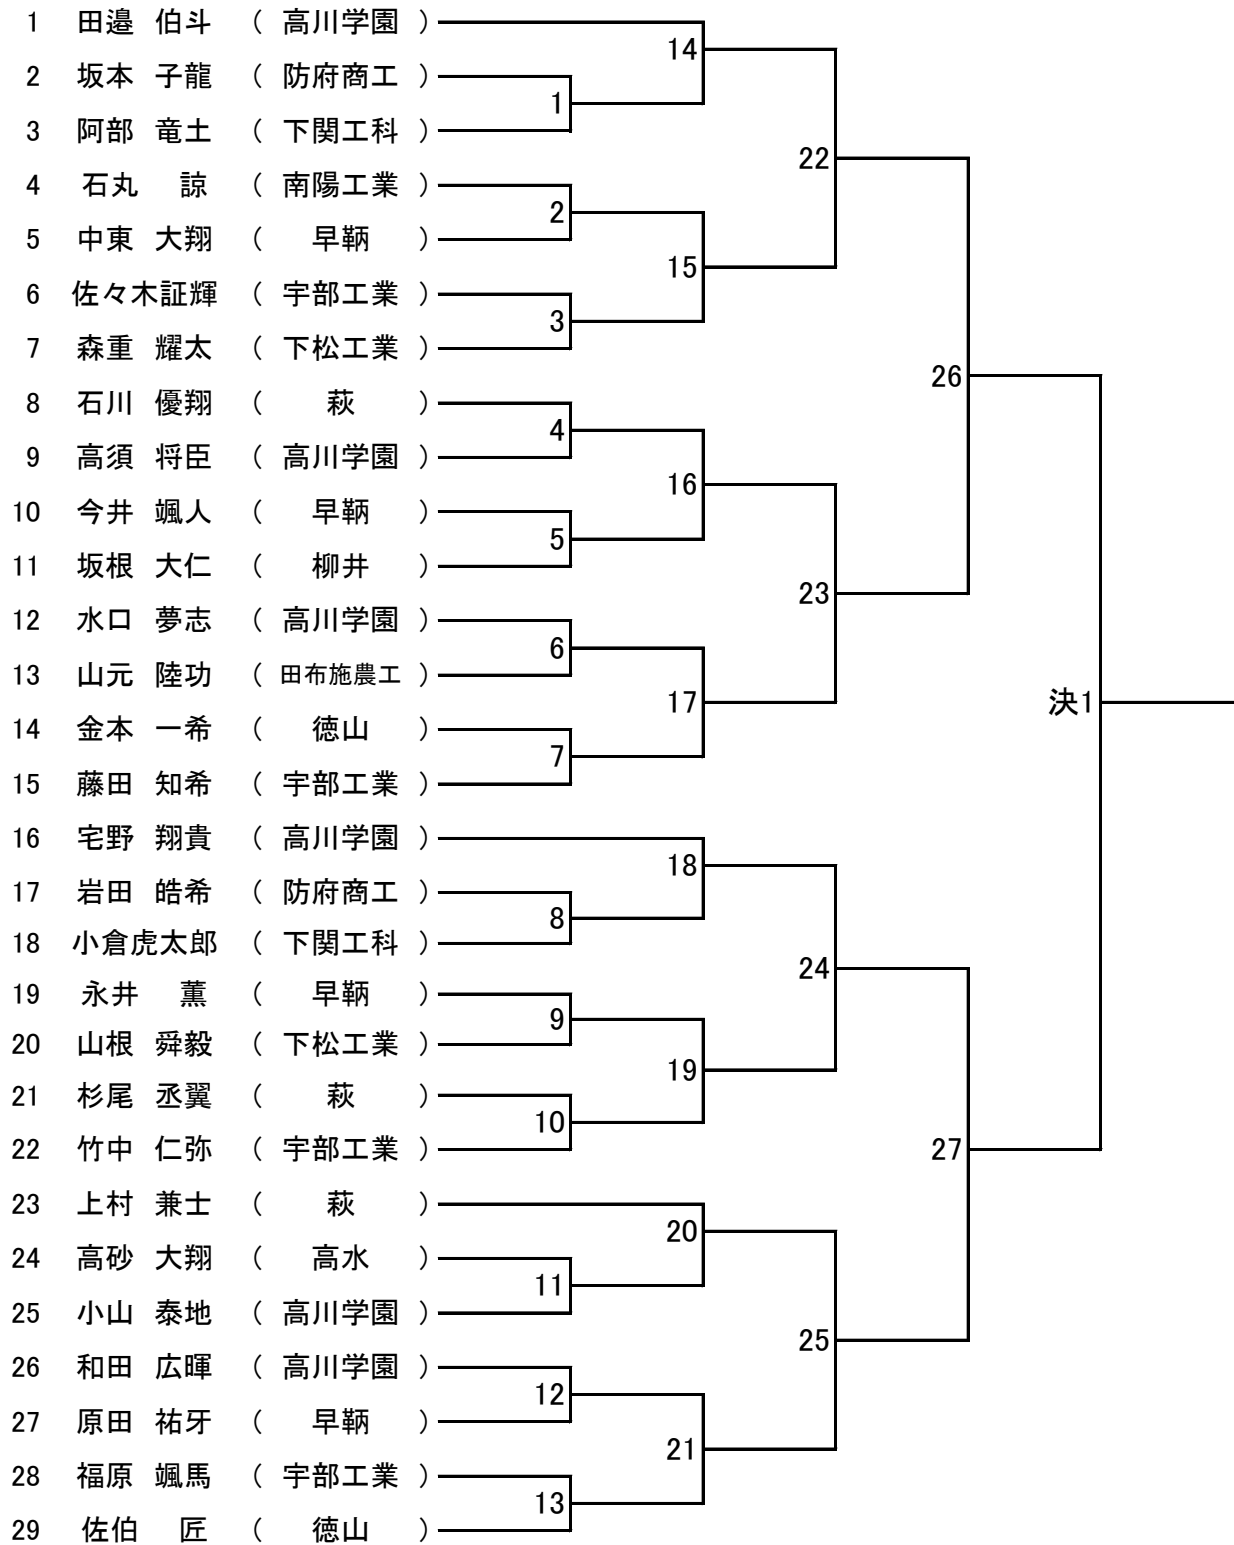 1 田邉 伯斗 ( 高川学園 )
14
2 坂本 子龍 ( 防府商工 )
1
3 阿部 竜土 ( 下関工科 )
22
4 石丸 諒 ( 南陽工業 )
2
5 中東 大翔 ( 早鞆 )
15
6 佐々木証輝 ( 宇部工業 )
3
7 森重 耀太 ( 下松工業 )
26
8 石川 優翔 ( 萩 )
4
9 高須 将臣 ( 高川学園 )
16
10 今井 颯人 ( 早鞆 )
5
11 坂根 大仁 ( 柳井 )
23
12 水口 夢志 ( 高川学園 )
6
13 山元 陸功 ( 田布施農工 )
17
決1
14 金本 一希 ( 徳山 )
7
15 藤田 知希 ( 宇部工業 )
16 宅野 翔貴 ( 高川学園 )
18
17 岩田 皓希 ( 防府商工 )
8
18 小倉虎太郎 ( 下関工科 )
24
19 永井 薫 ( 早鞆 )
9
20 山根 舜毅 ( 下松工業 )
19
21 杉尾 丞翼 ( 萩 )
10
22 竹中 仁弥 ( 宇部工業 )
27
23 上村 兼士 ( 萩 )
20
24 高砂 大翔 ( 高水 )
11
25 小山 泰地 ( 高川学園 )
25
26 和田 広暉 ( 高川学園 )
12
27 原田 祐牙 ( 早鞆 )
21
28 福原 颯馬 ( 宇部工業 )
13
29 佐伯 匠 ( 徳山 )